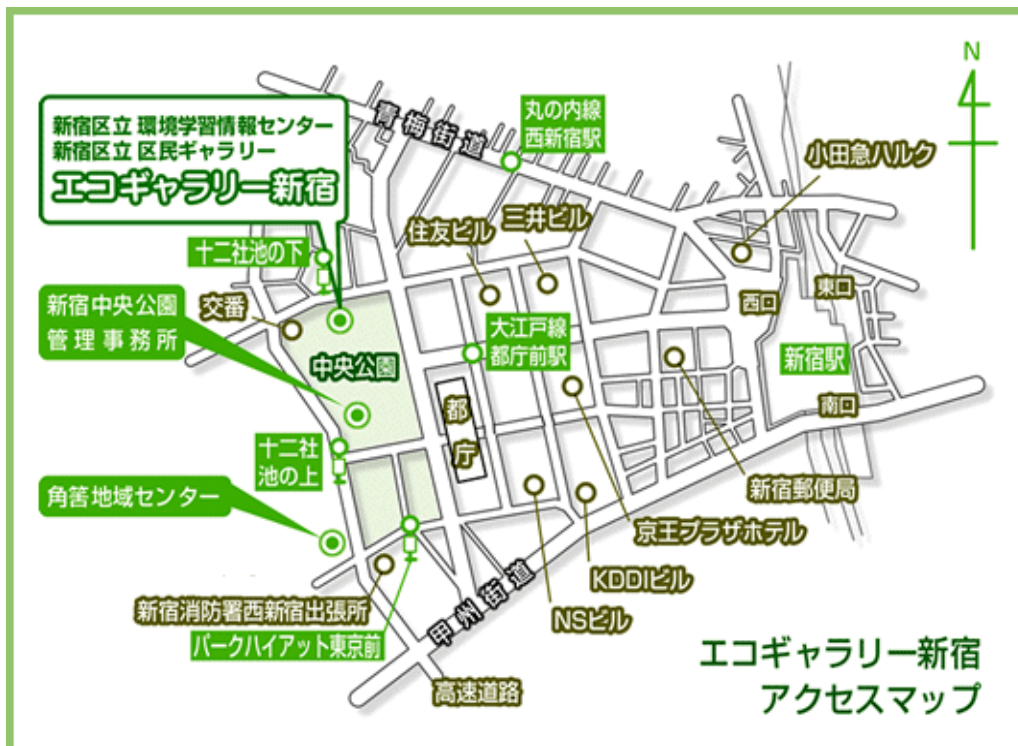 N
新宿区立 環境学習情報センター
新宿区立 区民ギャラリー
エコギャラリー新宿
青梅街道
丸の内線
西新宿駅
小田急ハルク
三井ビル
住友ビル
十二社池の下
交番
新宿中央公園
管理事務所
中央公園
大江戸線
都庁前駅
西口
東口
新宿駅
南口
都庁
十二社
池の上
角筈地域センター
新宿郵便局
京王プラザホテル
KDDIビル
NSビル
甲州街道
新宿消防署西新宿出張所
パークハイアット東京前
高速道路
エコギャラリー新宿
アクセスマップ